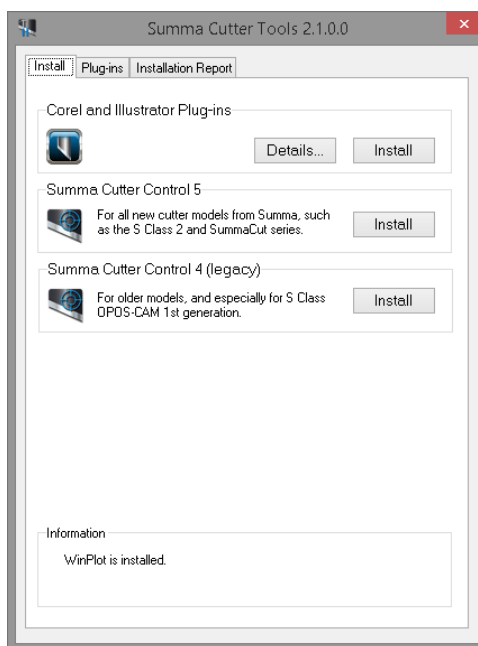 Summa Cutter Tools 2.1.0.0
Install Plug-ins Installation Report
Corel and Illustrator Plug-ins
Details... Install
Summa Cutter Control 5
For all new cutter models from Summa, such
as the S Class 2 and SummaCut series.
Install
Summa Cutter Control 4 (legacy)
For older models, and especially for S Class
OPOS-CAM 1st generation.
Install
Information
WinPlot is installed.